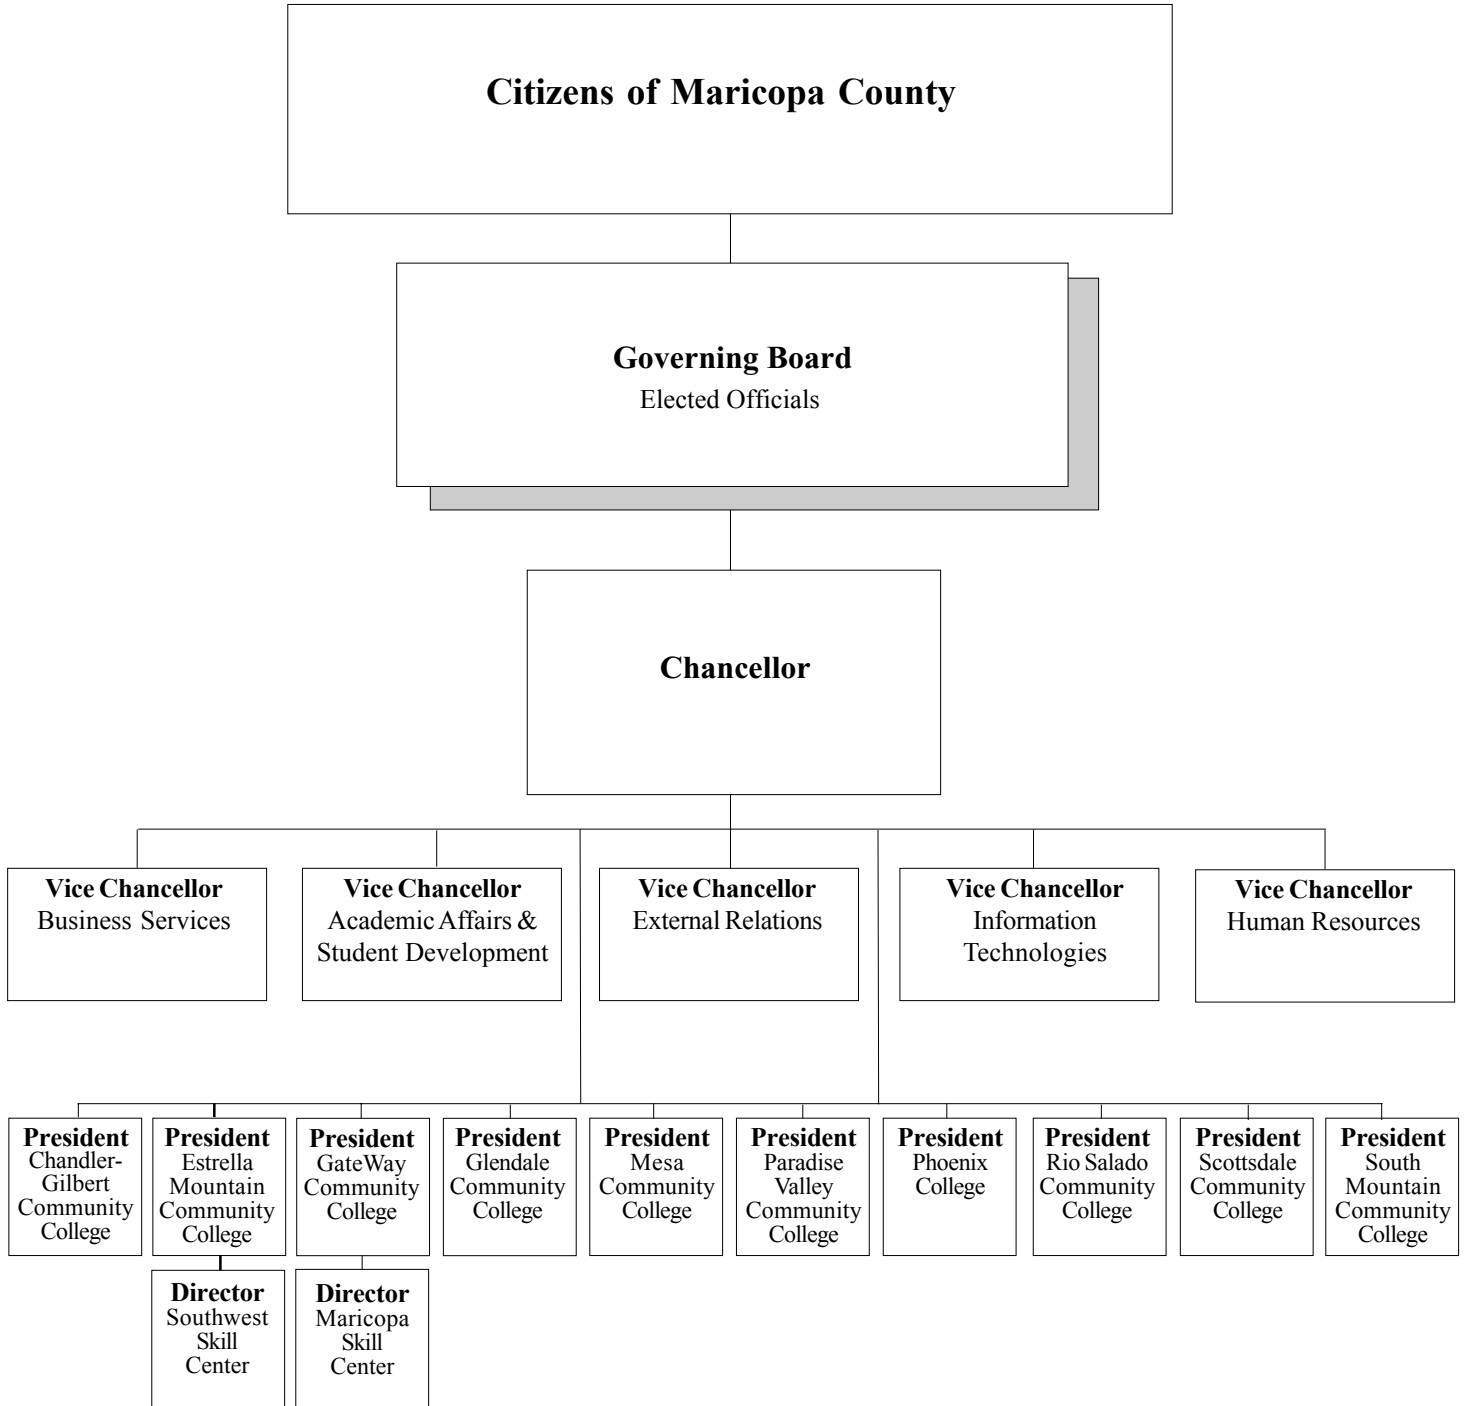 Citizens of Maricopa County
Governing Board
Elected Officials
Chancellor
Vice Chancellor
Business Services
Vice Chancellor
Academic Affairs &
Student Development
Vice Chancellor
External Relations
Vice Chancellor
Information
Technologies
Vice Chancellor
Human Resources
President
Chandler-
Gilbert
Community
College
President
Estrella
Mountain
Community
College
President
GateWay
Community
College
President
Glendale
Community
College
President
Mesa
Community
College
President
Paradise
Valley
Community
College
President
Phoenix
College
President
Rio Salado
Community
College
President
Scottsdale
Community
College
President
South
Mountain
Community
College
Director
Southwest
Skill
Center
Director
Maricopa
Skill
Center